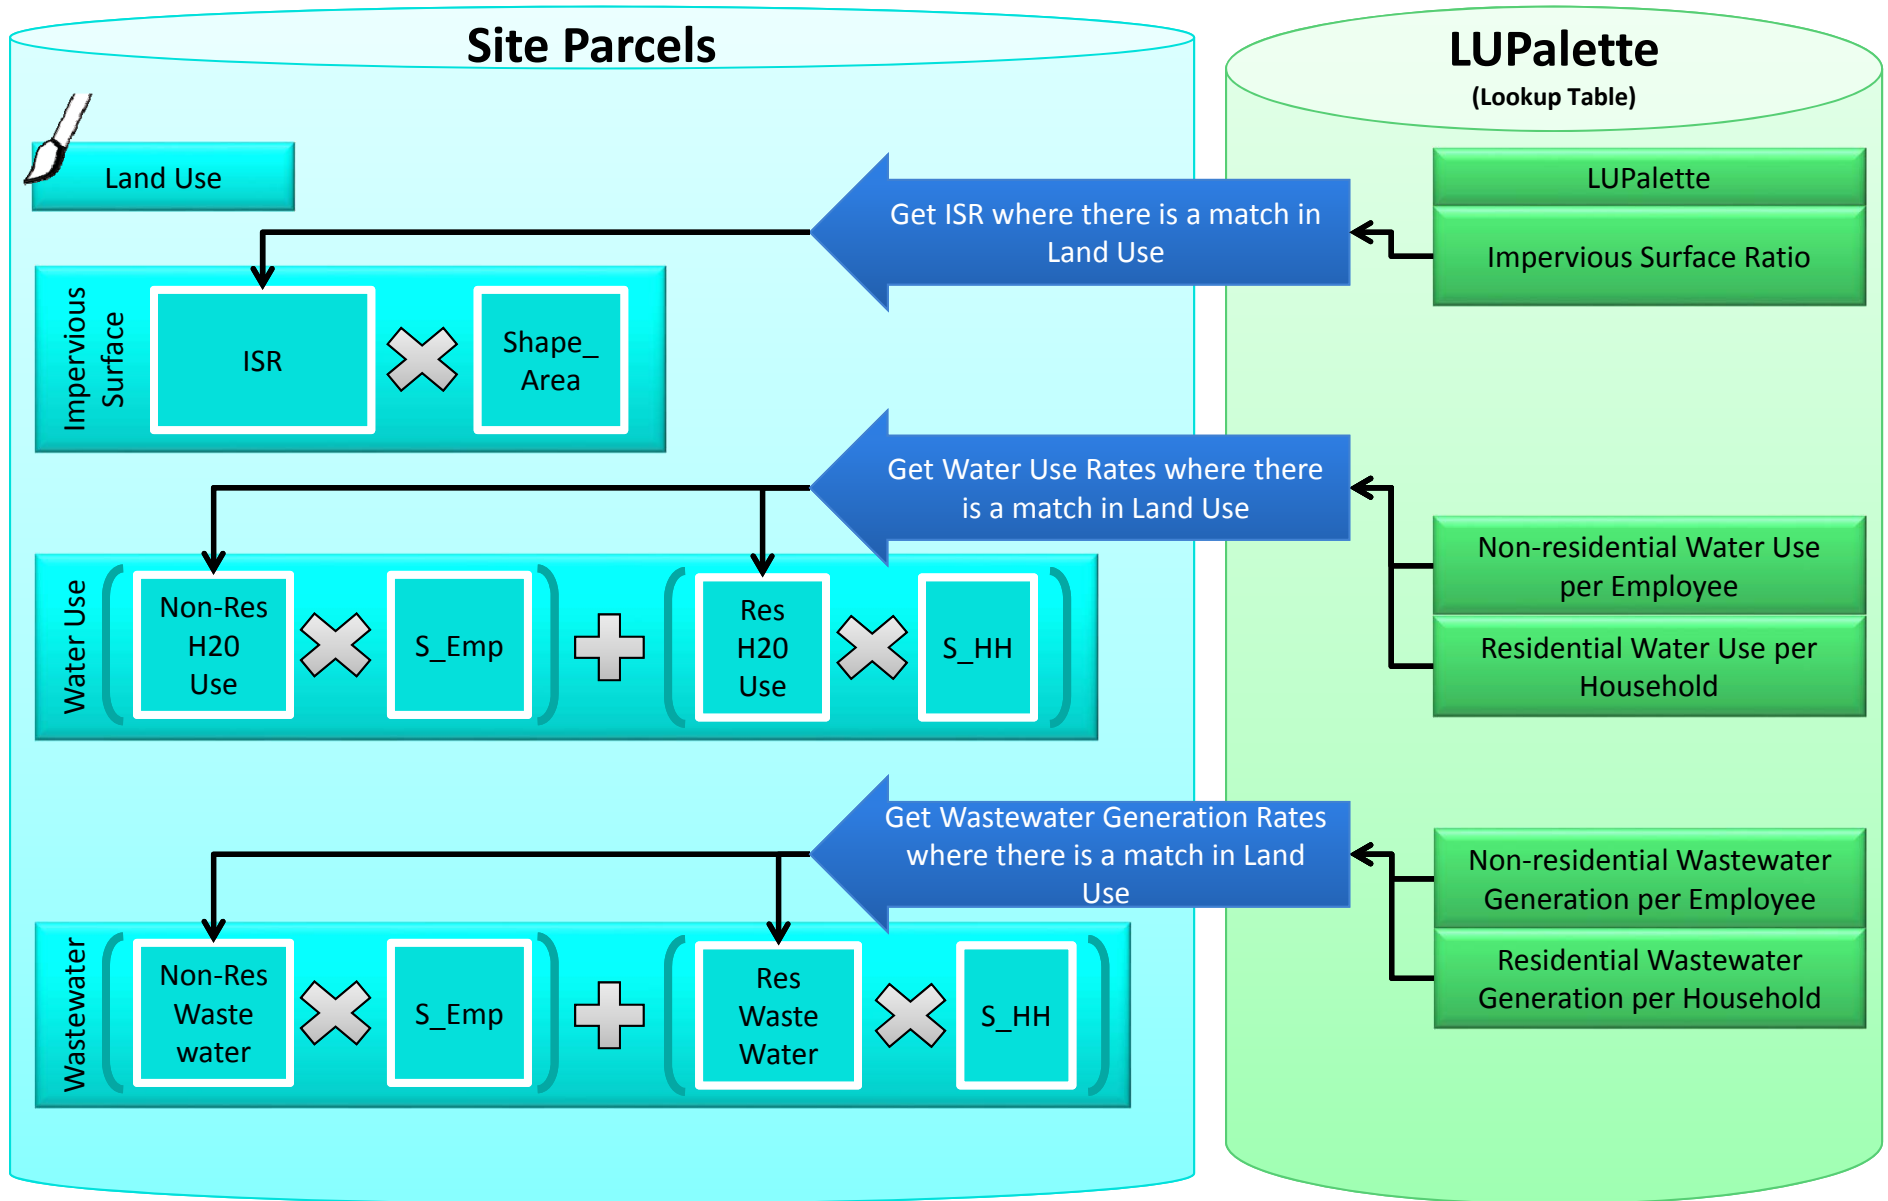 Site Parcels
Land Use
Get ISR where there is a match in
Land Use
Impervious
Surface
ISR
Shape_
Area
Get Water Use Rates where there
is a match in Land Use
Water Use
Non-Res
H20
Use
S_Emp
Res
H20
Use
S_HH
Get Wastewater Generation Rates
where there is a match in Land
Use
Wastewater
Non-Res
Waste
water
S_Emp
Res
Waste
Water
S_HH
LUPalette
(Lookup Table)
LUPalette
Impervious Surface Ratio
Non-residential Water Use
per Employee
Residential Water Use per
Household
Non-residential Wastewater
Generation per Employee
Residential Wastewater
Generation per Household